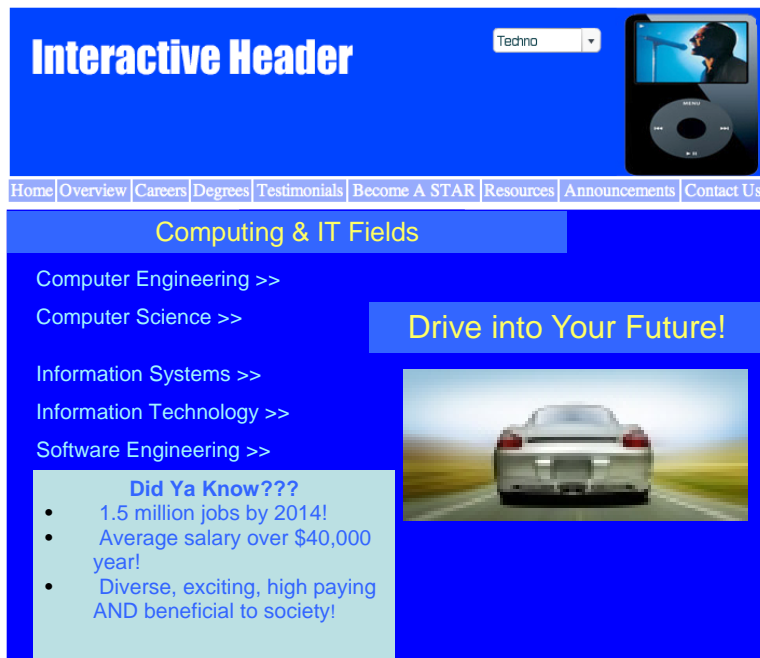 Interactive Header
Techno
MENU
Home Overview Careers Degrees Testimonials Become A STAR Resources Announcements Contact Us
Computing & IT Fields
Computer Engineering >>
Computer Science >>
Drive into Your Future!
Information Systems >>
Information Technology >>
Software Engineering >>
Did Ya Know???
• 1.5 million jobs by 2014!
• Average salary over $40,000
year!
• Diverse, exciting, high paying
AND beneficial to society!